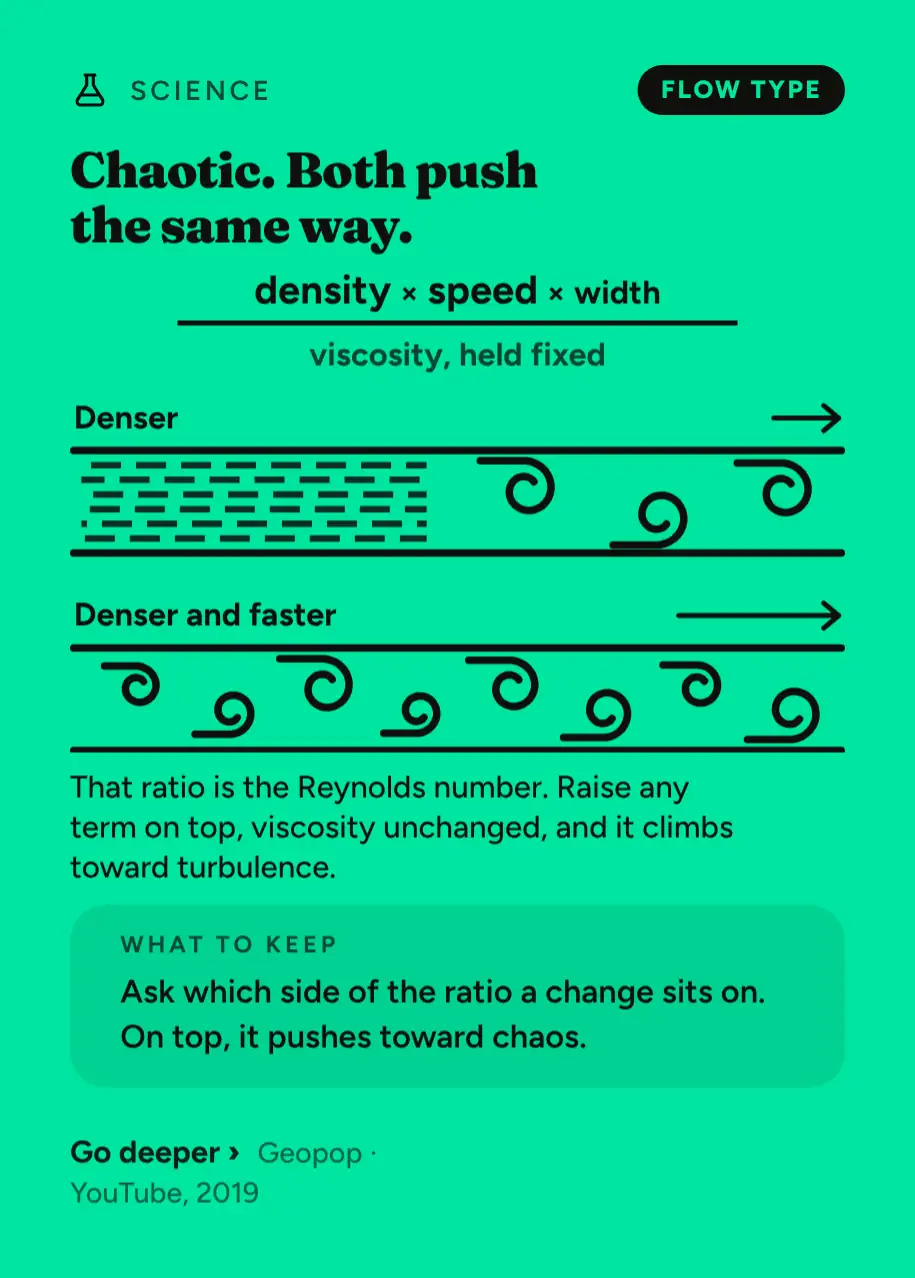 SCIENCE
FLOW TYPE
Chaotic. Both push
the same way.
density × speed × width
viscosity, held fixed
Denser
Denser and faster
That ratio is the Reynolds number. Raise any
term on top, viscosity unchanged, and it climbs
toward turbulence.
WHAT TO KEEP
Ask which side of the ratio a change sits on.
On top, it pushes toward chaos.
Go deeper › Geopop ·
YouTube, 2019